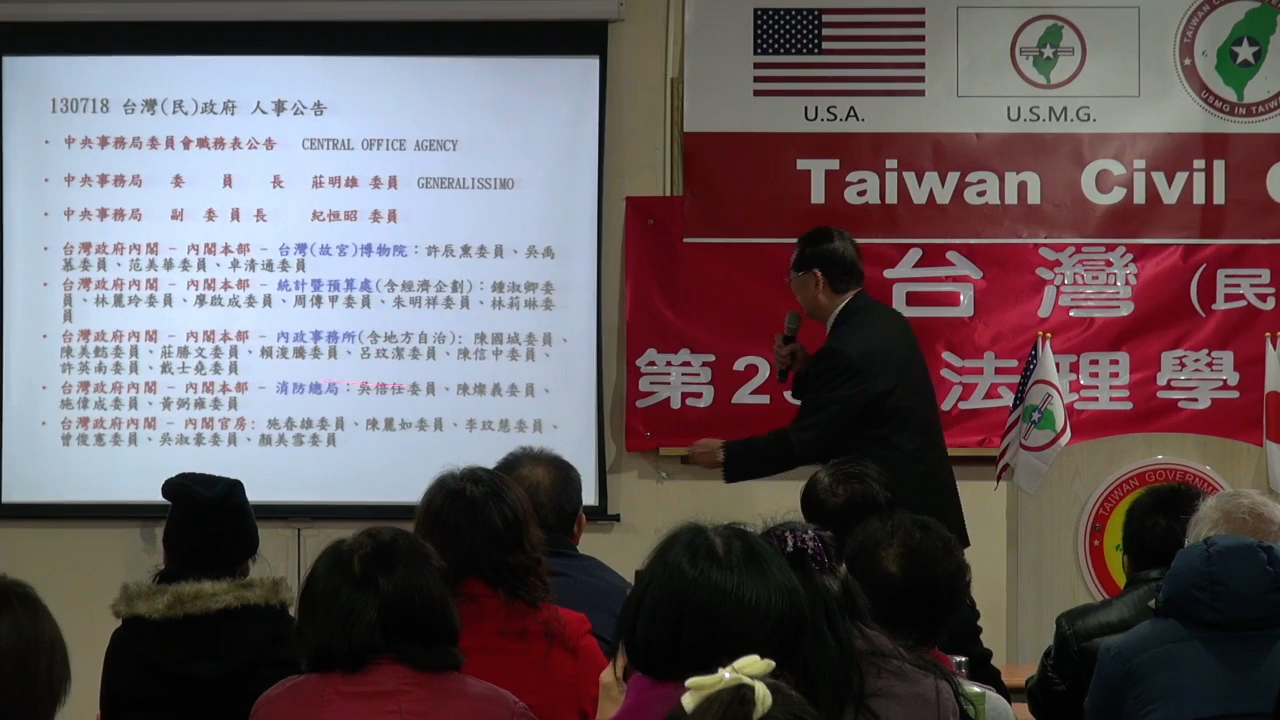 130718 台灣(民)政府 人事公告
· 中央事務局委員會職務表公告 CENTRAL OFFICE AGENCY
· 中央事務局 委 員 長 莊明雄 委員 GENERALISSIMO
· 中央事務局 副 委員長 紀恒昭 委員
· 台灣政府內閣 - 內閣本部 - 台灣(故宮)博物院：許辰熏委員、吳禹
慕委員、范美華委員、卓清通委員
· 台灣政府內閣 - 內閣本部 - 統計暨預算處(含經濟企劃)：鍾淑卿委
員、林麗玲委員、廖啟成委員、周傳甲委員、朱明祥委員、林莉琳委
員
· 台灣政府內閣 - 內閣本部 - 內政事務所(含地方自治): 陳國城委員、
陳美懿委員、莊勝文委員、賴浚騰委員、呂玟潔委員、陳信中委員、
許英南委員、戴士堯委員
· 台灣政府內閣 - 內閣本部 - 消防總局：吳倍任委員、陳燦義委員、
施偉成委員、黃弼雍委員
· 台灣政府內閣 - 內閣官房: 施春雄委員、陳麗如委員、李玟慧委員、
曾俊憲委員、吳淑豪委員、顏美雪委員
U.S.A.
U.S.M.G.
TAIWAN CI
USMG IN TAIWA
Taiwan Civil
台灣(民
第2 法理學
TAIWAN GOVERNME